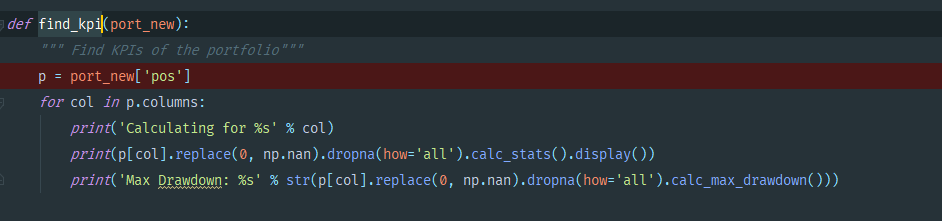 def find_kpi(port_new):
    """ Find KPIs of the portfolio"""
    p = port_new['pos']
    for col in p.columns:
        print('Calculating for %s' % col)
        print(p[col].replace(0, np.nan).dropna(how='all').calc_stats().display())
        print('Max Drawdown: %s' % str(p[col].replace(0, np.nan).dropna(how='all').calc_max_drawdown()))